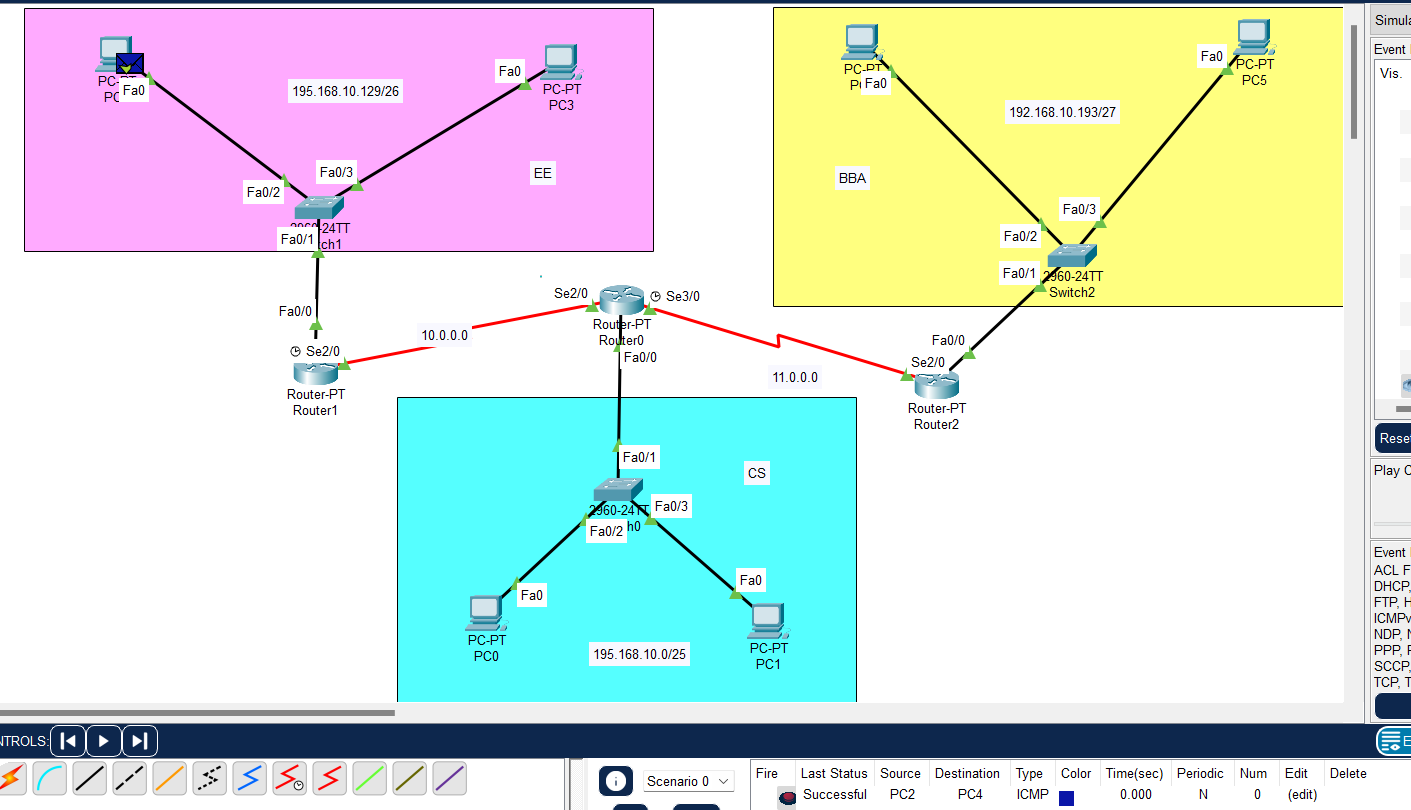 PC-PT
Fa0
195.168.10.129/26
Fa0
PC-PT
PC3
EE
Fa0/3
Fa0/2
2960-24TT
Fa0/1
Fa0/0
Se2/0
Router-PT
Router1
10.0.0.0
Se2/0
Se3/0
Router-PT
Router0
Fa0/0
11.0.0.0
PC-PT
Fa0
192.168.10.193/27
Fa0
PC-PT
PC5
BBA
Fa0/3
Fa0/2
Fa0/1
2960-24TT
Switch2
Fa0/0
Se2/0
Router-PT
Router2
Fa0/1
CS
2960-24TT
Fa0/3
Fa0/2
Fa0
Fa0
PC-PT
PC0
195.168.10.0/25
PC-PT
PC1
Event
Vis.
Rese
Play C
Event
ACL F
DHCP,
FTP, H
ICMPv
NDP, N
PPP, P
SCCP,
TCP, T
NTROLS:
Scenario 0
Fire Last Status Source Destination Type Color Time(sec) Periodic Num Edit Delete
Successful PC2 PC4 ICMP 0.000 N 0 (edit)